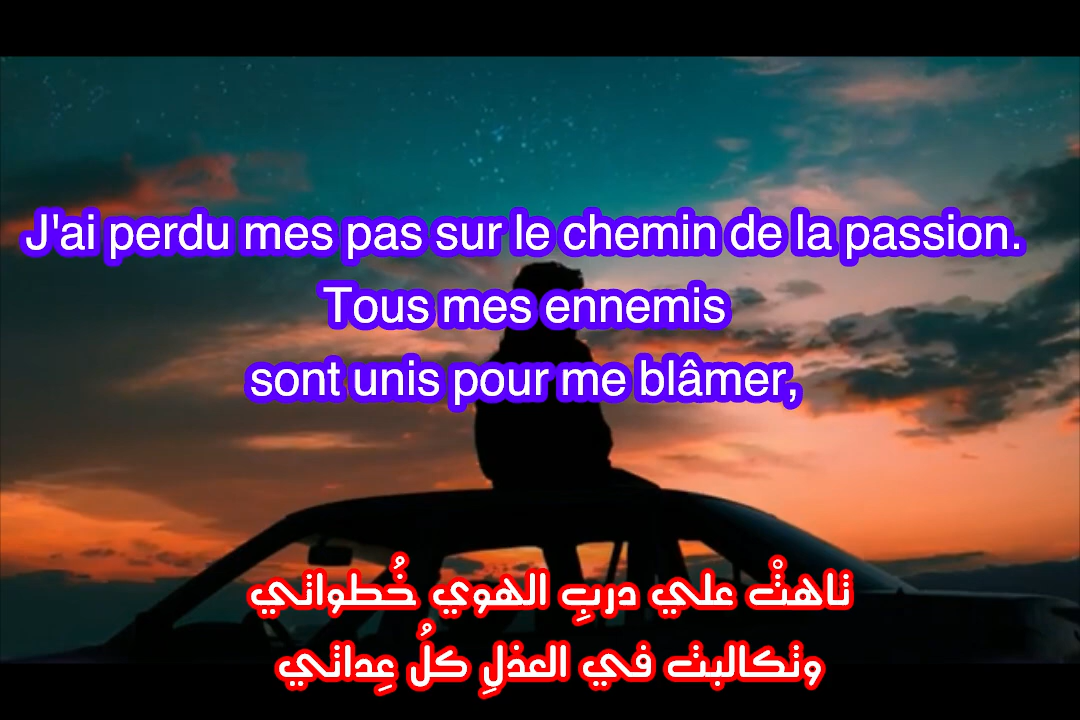 J'ai perdu mes pas sur le chemin de la passion.
Tous mes ennemis
sont unis pour me blâmer,
تاهتْ علي دربِ الهوي خُطواتي
وتكالبت في العذلِ كلُ عِداتي